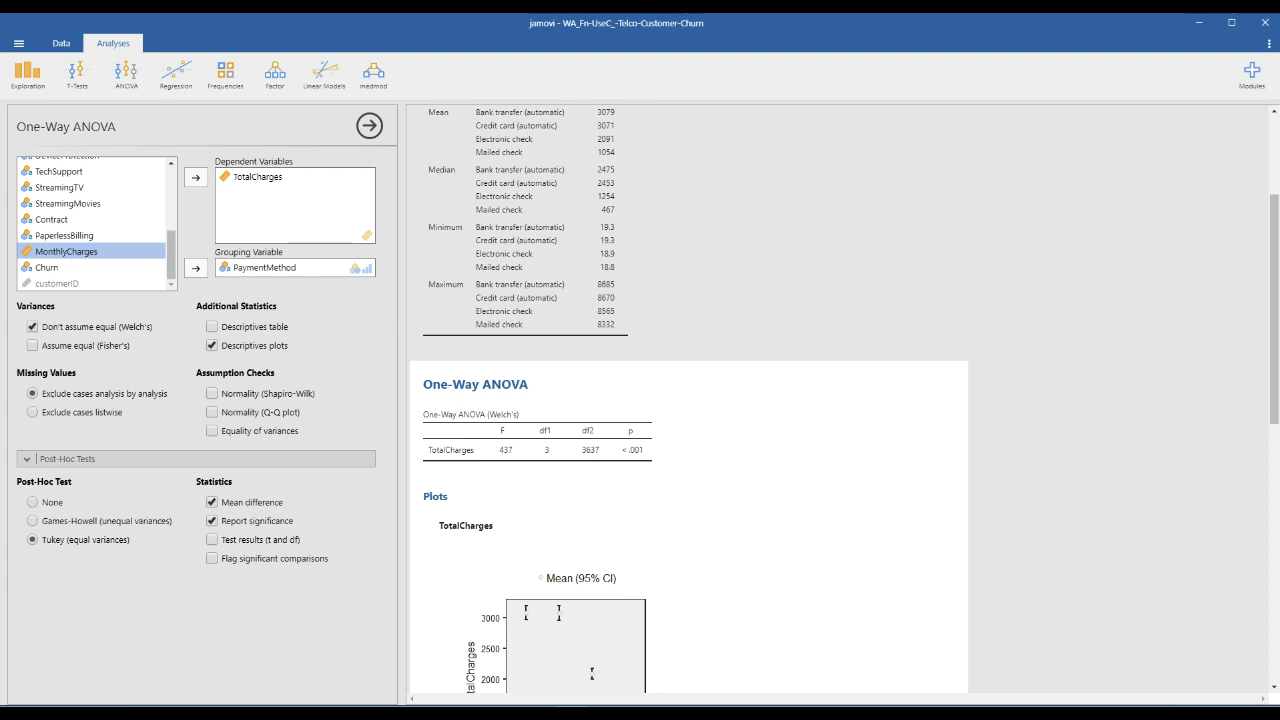 jamovi - WA_Fn-UseC_-Telco-Customer-Churn
Data
Analyses
Exploration
T-Tests
ANOVA
Regression
Frequencies
Factor
Linear Models
medmod
Modules
One-Way ANOVA
DeviceProtection
TechSupport
StreamingTV
StreamingMovies
Contract
PaperlessBilling
MonthlyCharges
Churn
customerID
Dependent Variables
TotalCharges
Grouping Variable
PaymentMethod
Variances
Don't assume equal (Welch's)
Assume equal (Fisher's)
Additional Statistics
Descriptives table
Descriptives plots
Missing Values
Exclude cases analysis by analysis
Exclude cases listwise
Assumption Checks
Normality (Shapiro-Wilk)
Normality (Q-Q plot)
Equality of variances
Post-Hoc Tests
Post-Hoc Test
None
Games-Howell (unequal variances)
Tukey (equal variances)
Statistics
Mean difference
Report significance
Test results (t and df)
Flag significant comparisons
Mean Bank transfer (automatic) 3079
Credit card (automatic) 3071
Electronic check 2091
Mailed check 1054
Median Bank transfer (automatic) 2475
Credit card (automatic) 2453
Electronic check 1254
Mailed check 467
Minimum Bank transfer (automatic) 19.3
Credit card (automatic) 19.3
Electronic check 18.9
Mailed check 18.8
Maximum Bank transfer (automatic) 8685
Credit card (automatic) 8670
Electronic check 8565
Mailed check 8332
One-Way ANOVA
One-Way ANOVA (Welch's)
F df1 df2 p
TotalCharges 437 3 3637 < .001
Plots
TotalCharges
Mean (95% CI)
3000
2500
2000